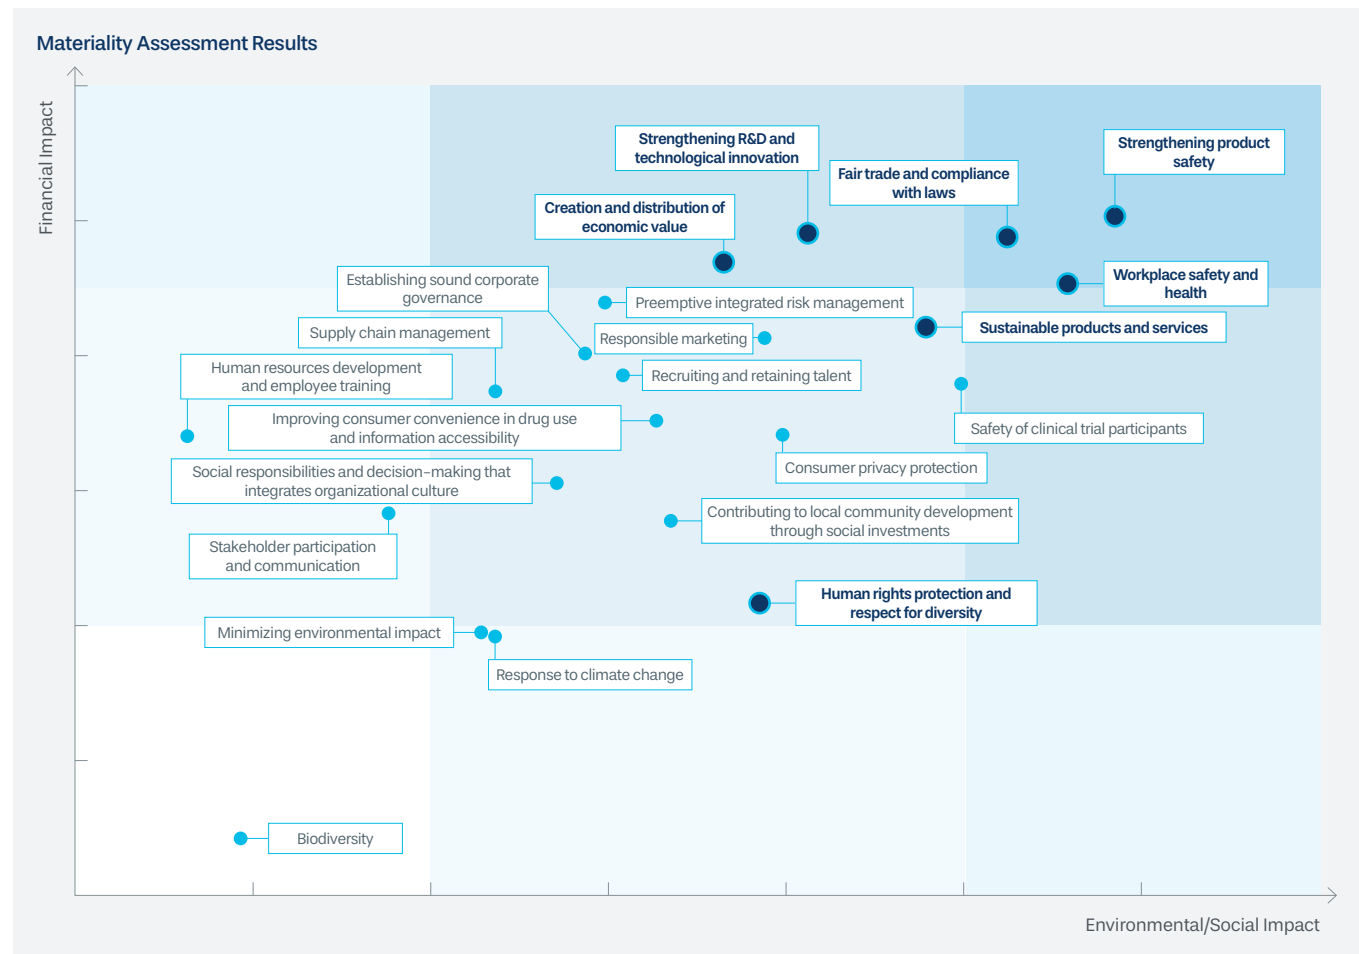 Materiality Assessment Results
Financial Impact
Strengthening R&D and
technological innovation
Strengthening product
safety
Fair trade and compliance
with laws
Creation and distribution of
economic value
Workplace safety and
health
Establishing sound corporate
governance
Preemptive integrated risk management
Sustainable products and services
Supply chain management
Responsible marketing
Human resources development
and employee training
Recruiting and retaining talent
Improving consumer convenience in drug use
and information accessibility
Safety of clinical trial participants
Consumer privacy protection
Social responsibilities and decision-making that
integrates organizational culture
Contributing to local community development
through social investments
Stakeholder participation
and communication
Human rights protection and
respect for diversity
Minimizing environmental impact
Response to climate change
Biodiversity
Environmental/Social Impact